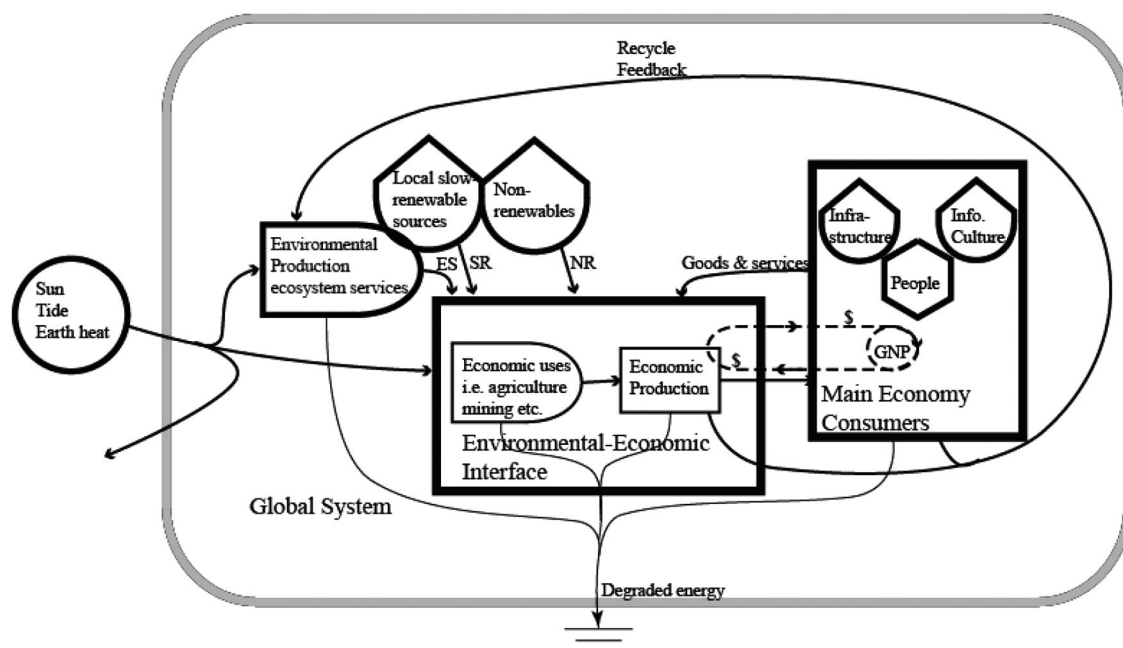 Recycle
Feedback
Local slow-
renewable
sources
Non-
renewables
Infra-
structure
Info.
Culture
Environmental
Production
ecosystem services
ES
SR
NR
Goods & services
People
Sun
Tide
Earth heat
$
$
GNP
Economic uses
i.e. agriculture
mining etc.
Economic
Production
Main Economy
Consumers
Environmental-Economic
Interface
Global System
Degraded energy